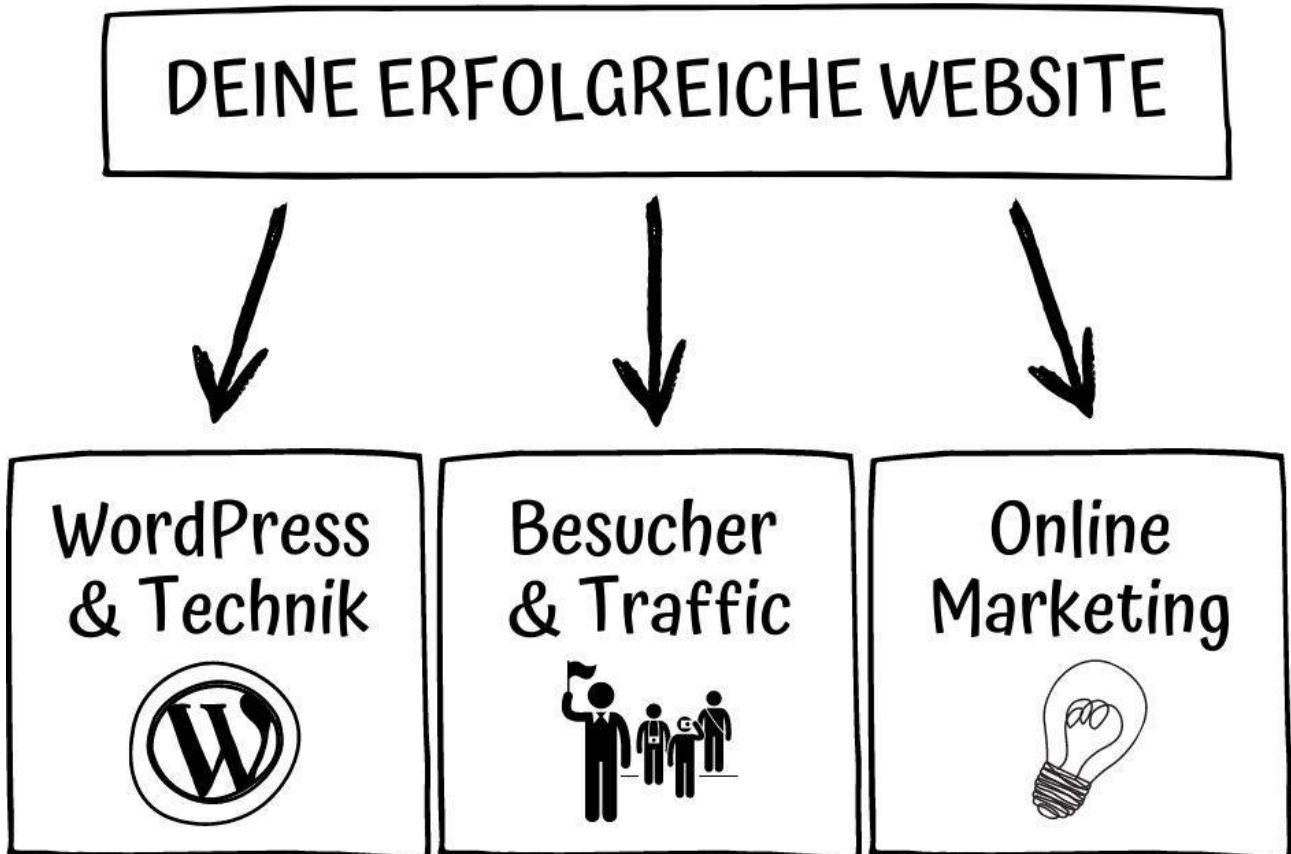 DEINE ERFOLGREICHE WEBSITE
WordPress
& Technik
Besucher
& Traffic
Online
Marketing